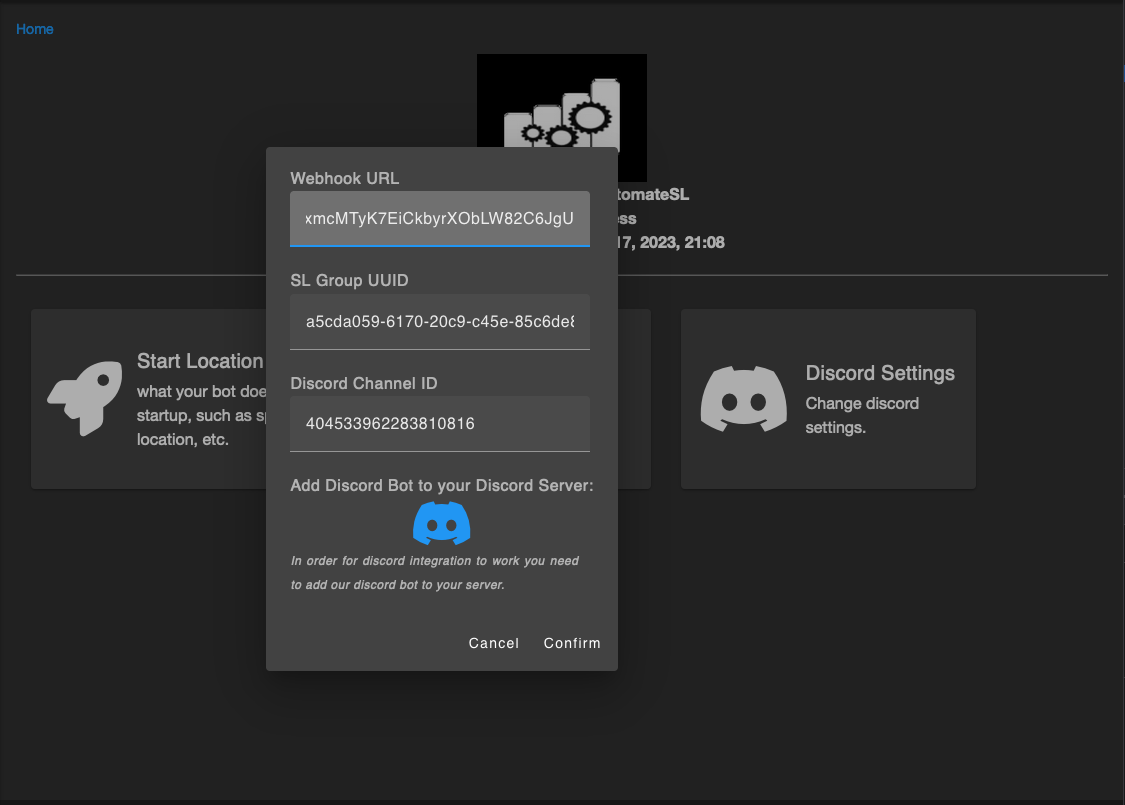 Home
tomateSL
ess
17, 2023, 21:08
Webhook URL
xmcMTyK7EiCkbyrXObLW82C6JgU
SL Group UUID
a5cda059-6170-20c9-c45e-85c6de8
Discord Channel ID
404533962283810816
Add Discord Bot to your Discord Server:
In order for discord integration to work you need
to add our discord bot to your server.
Cancel Confirm
Start Location
what your bot doe
startup, such as sp
location, etc.
Discord Settings
Change discord
settings.